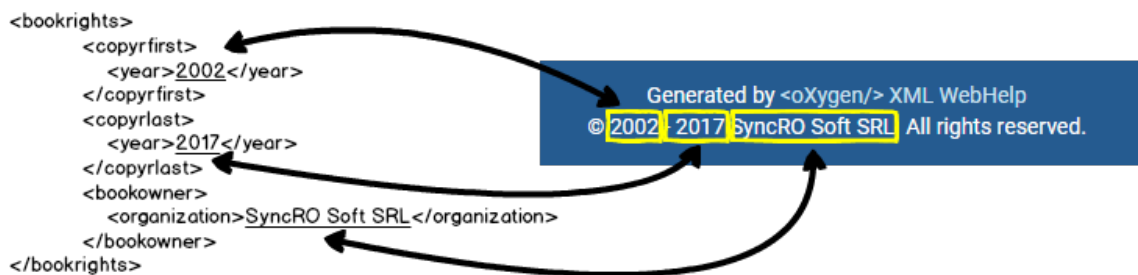 <bookrights>
<copyrfirst>
<year>2002</year>
</copyrfirst>
<copyrlast>
<year>2017</year>
</copyrlast>
<bookowner>
<organization>SyncRO Soft SRL</organization>
</bookowner>
</bookrights>
Generated by <oXygen/> XML WebHelp
© 2002 - 2017 SyncRO Soft SRL. All rights reserved.